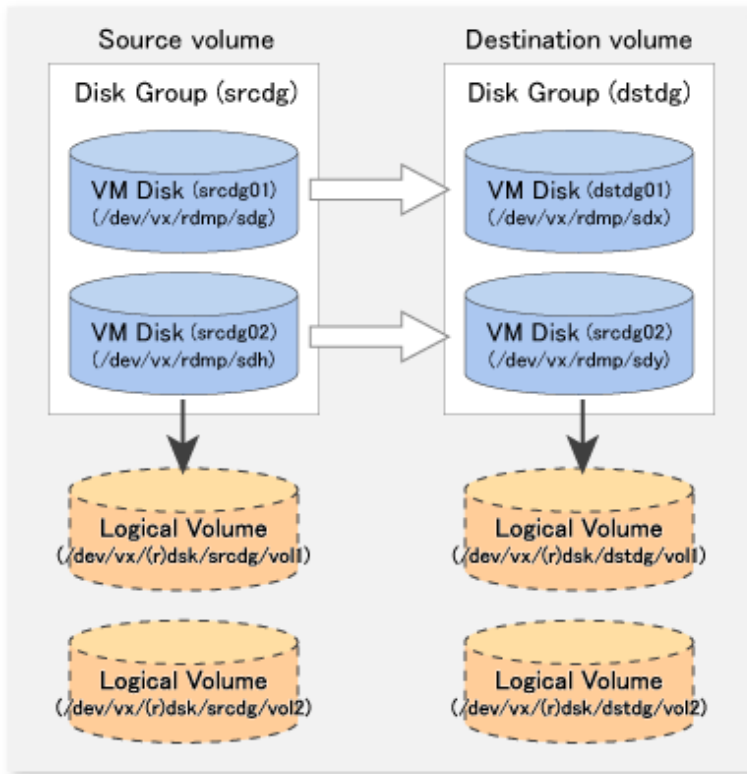 Source volume
Destination volume
Disk Group (srcdg)
Disk Group (dstdg)
VM Disk (srcdg01)
(/dev/vx/rdmp/sdg)
VM Disk (dstdg01)
(/dev/vx/rdmp/sdx)
VM Disk (srcdg02)
(/dev/vx/rdmp/sdh)
VM Disk (srcdg02)
(/dev/vx/rdmp/sdy)
Logical Volume
(/dev/vx/(r)dsk/srcdg/vol1)
Logical Volume
(/dev/vx/(r)dsk/dstdg/vol1)
Logical Volume
(/dev/vx/(r)dsk/srcdg/vol2)
Logical Volume
(/dev/vx/(r)dsk/dstdg/vol2)